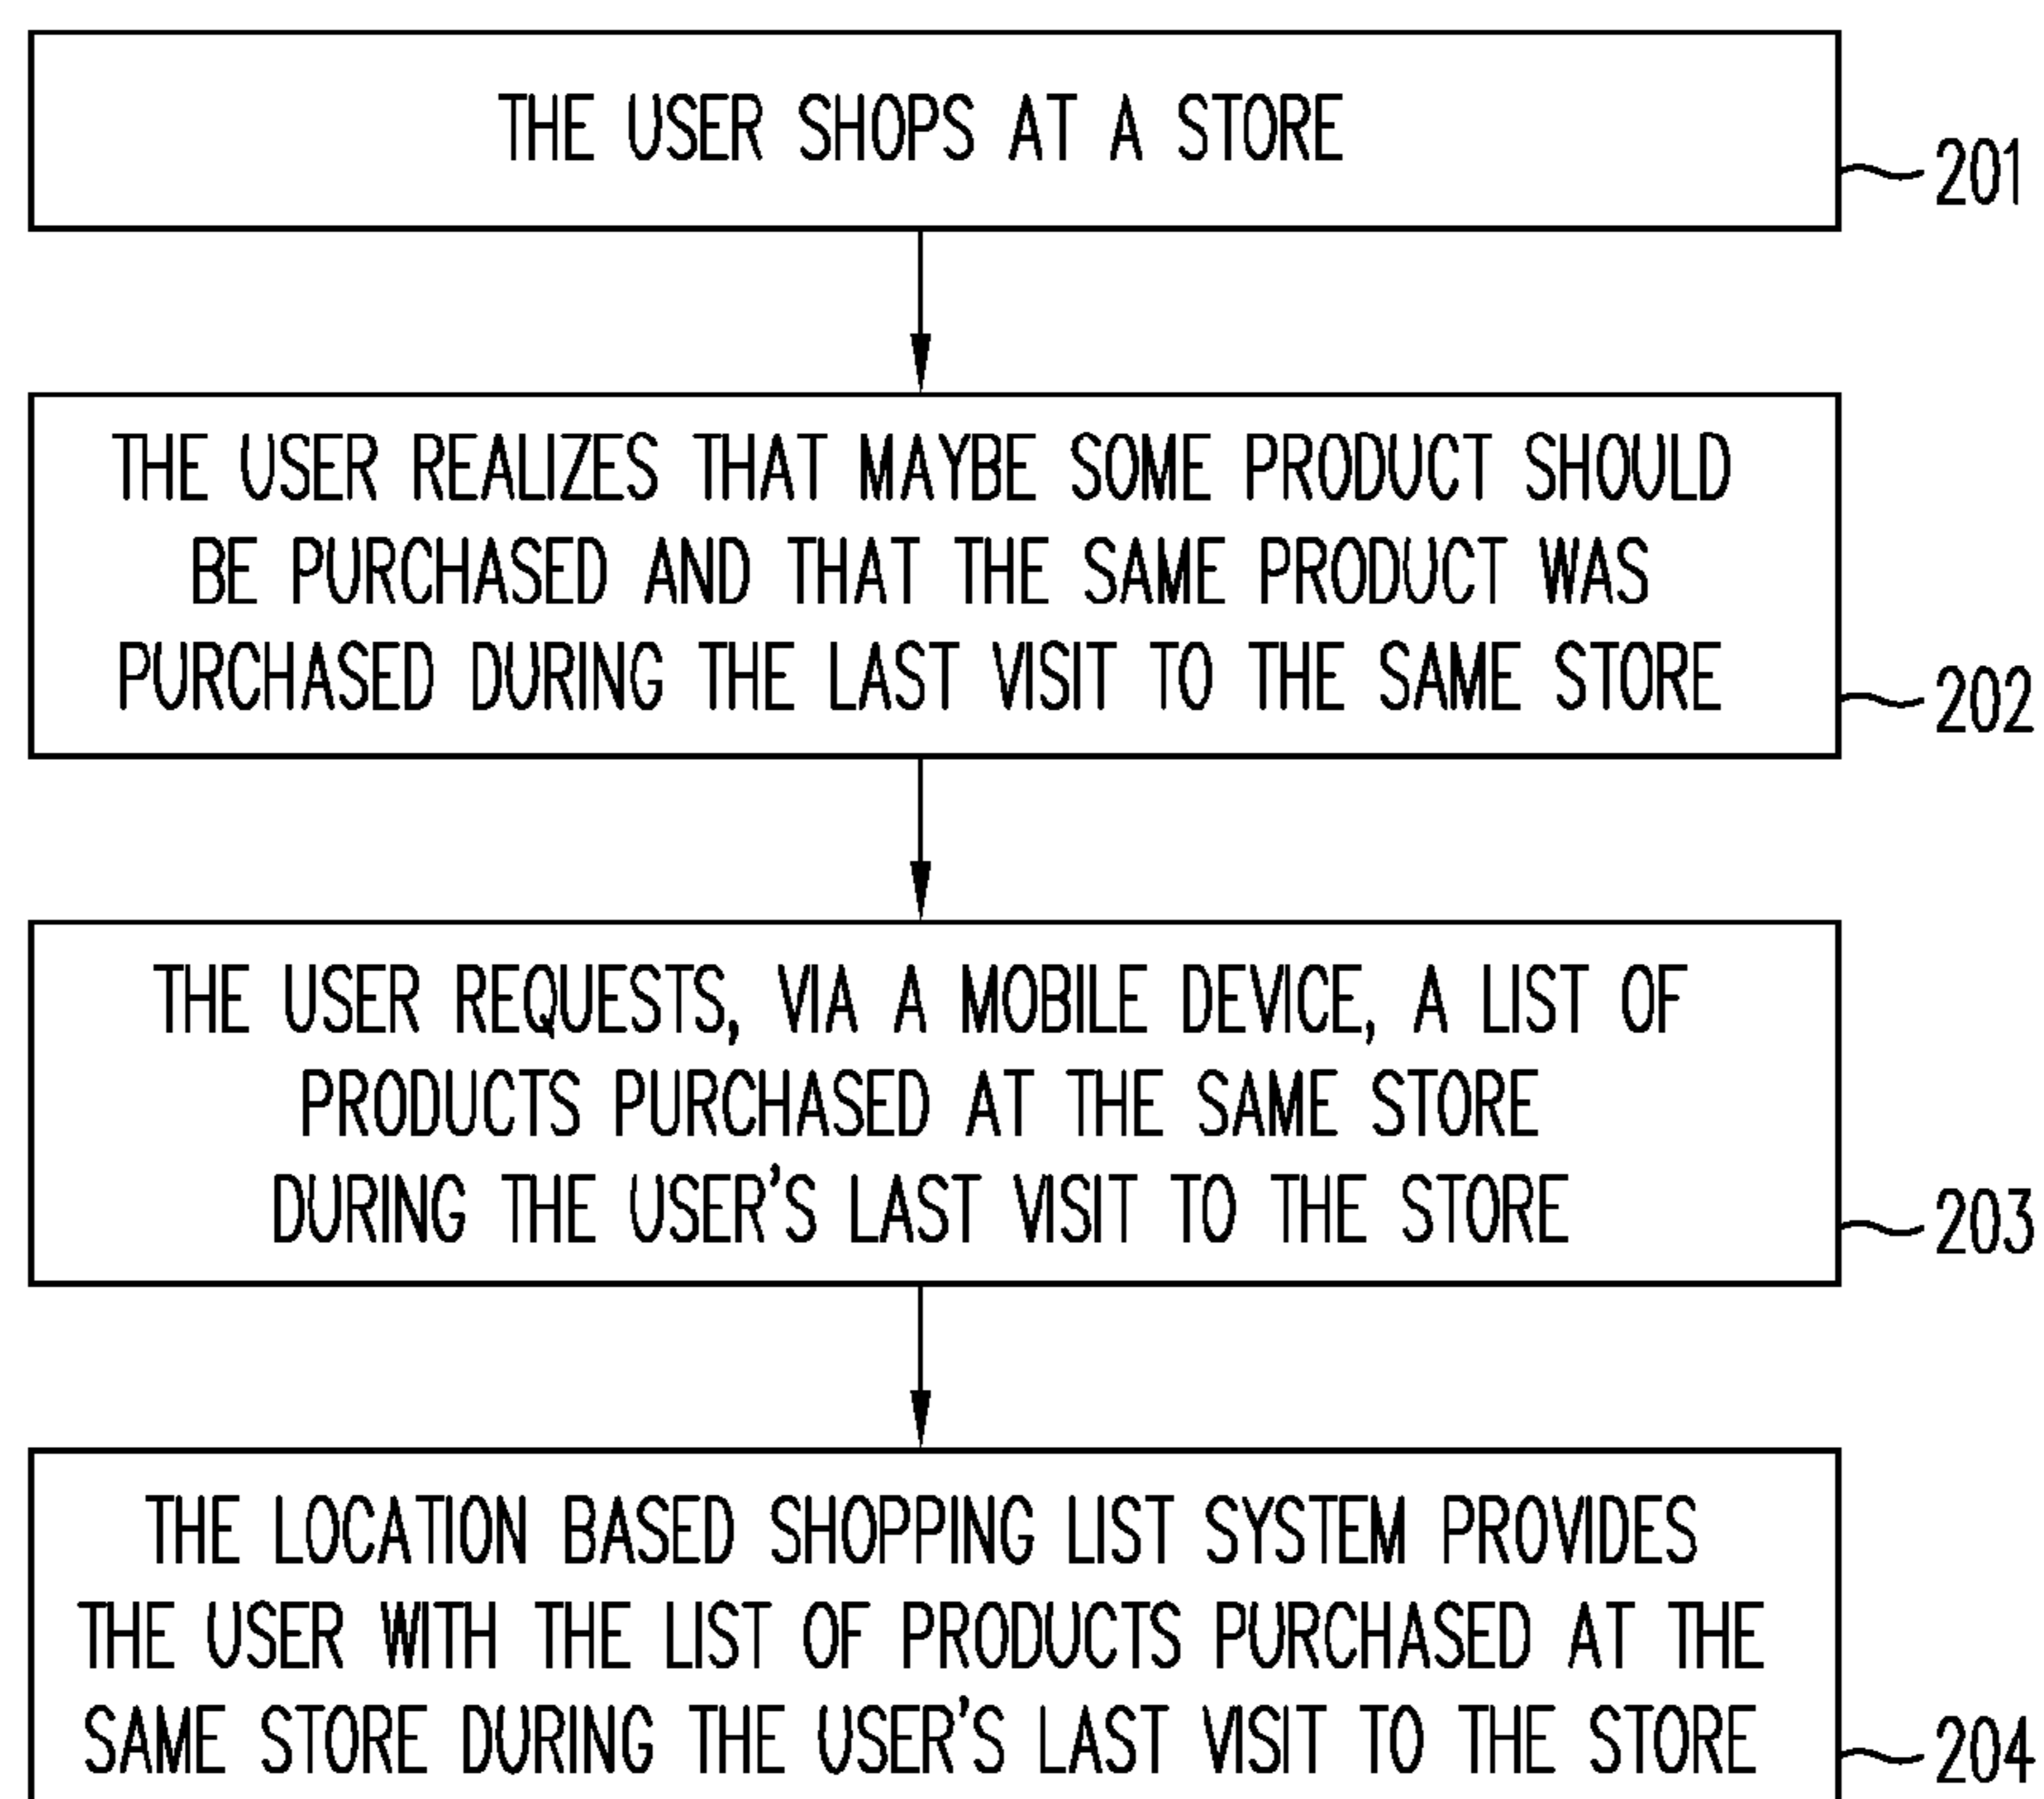 THE USER SHOPS AT A STORE
201
THE USER REALIZES THAT MAYBE SOME PRODUCT SHOULD
BE PURCHASED AND THAT THE SAME PRODUCT WAS
PURCHASED DURING THE LAST VISIT TO THE SAME STORE
202
THE USER REQUESTS, VIA A MOBILE DEVICE, A LIST OF
PRODUCTS PURCHASED AT THE SAME STORE
DURING THE USER'S LAST VISIT TO THE STORE
203
THE LOCATION BASED SHOPPING LIST SYSTEM PROVIDES
THE USER WITH THE LIST OF PRODUCTS PURCHASED AT THE
SAME STORE DURING THE USER'S LAST VISIT TO THE STORE
204